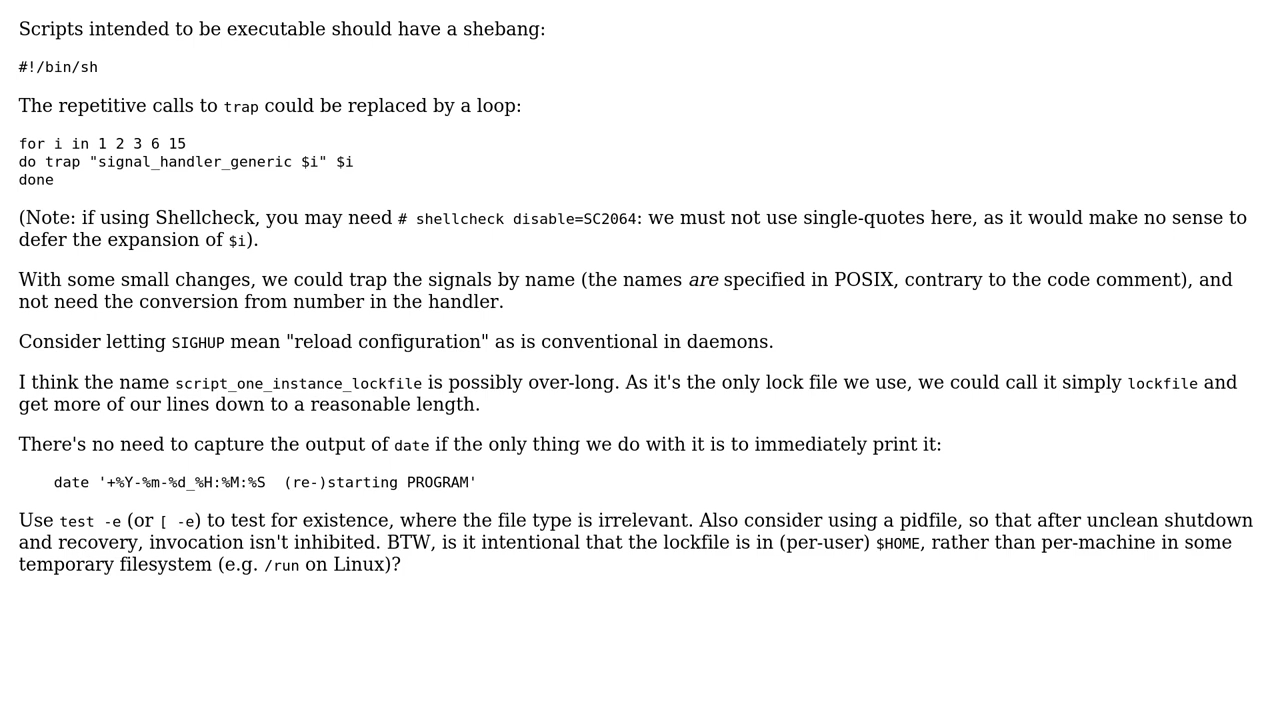 Scripts intended to be executable should have a shebang:
#!/bin/sh
The repetitive calls to trap could be replaced by a loop:
for i in 1 2 3 6 15
do trap "signal_handler_generic $i" $i
done
(Note: if using Shellcheck, you may need # shellcheck disable=SC2064: we must not use single-quotes here, as it would make no sense to
defer the expansion of $i).
With some small changes, we could trap the signals by name (the names are specified in POSIX, contrary to the code comment), and
not need the conversion from number in the handler.
Consider letting SIGHUP mean "reload configuration" as is conventional in daemons.
I think the name script_one_instance_lockfile is possibly over-long. As it's the only lock file we use, we could call it simply lockfile and
get more of our lines down to a reasonable length.
There's no need to capture the output of date if the only thing we do with it is to immediately print it:
    date '+%Y-%m-%d_%H:%M:%S  (re-)starting PROGRAM'
Use test -e (or [ -e) to test for existence, where the file type is irrelevant. Also consider using a pidfile, so that after unclean shutdown
and recovery, invocation isn't inhibited. BTW, is it intentional that the lockfile is in (per-user) $HOME, rather than per-machine in some
temporary filesystem (e.g. /run on Linux)?